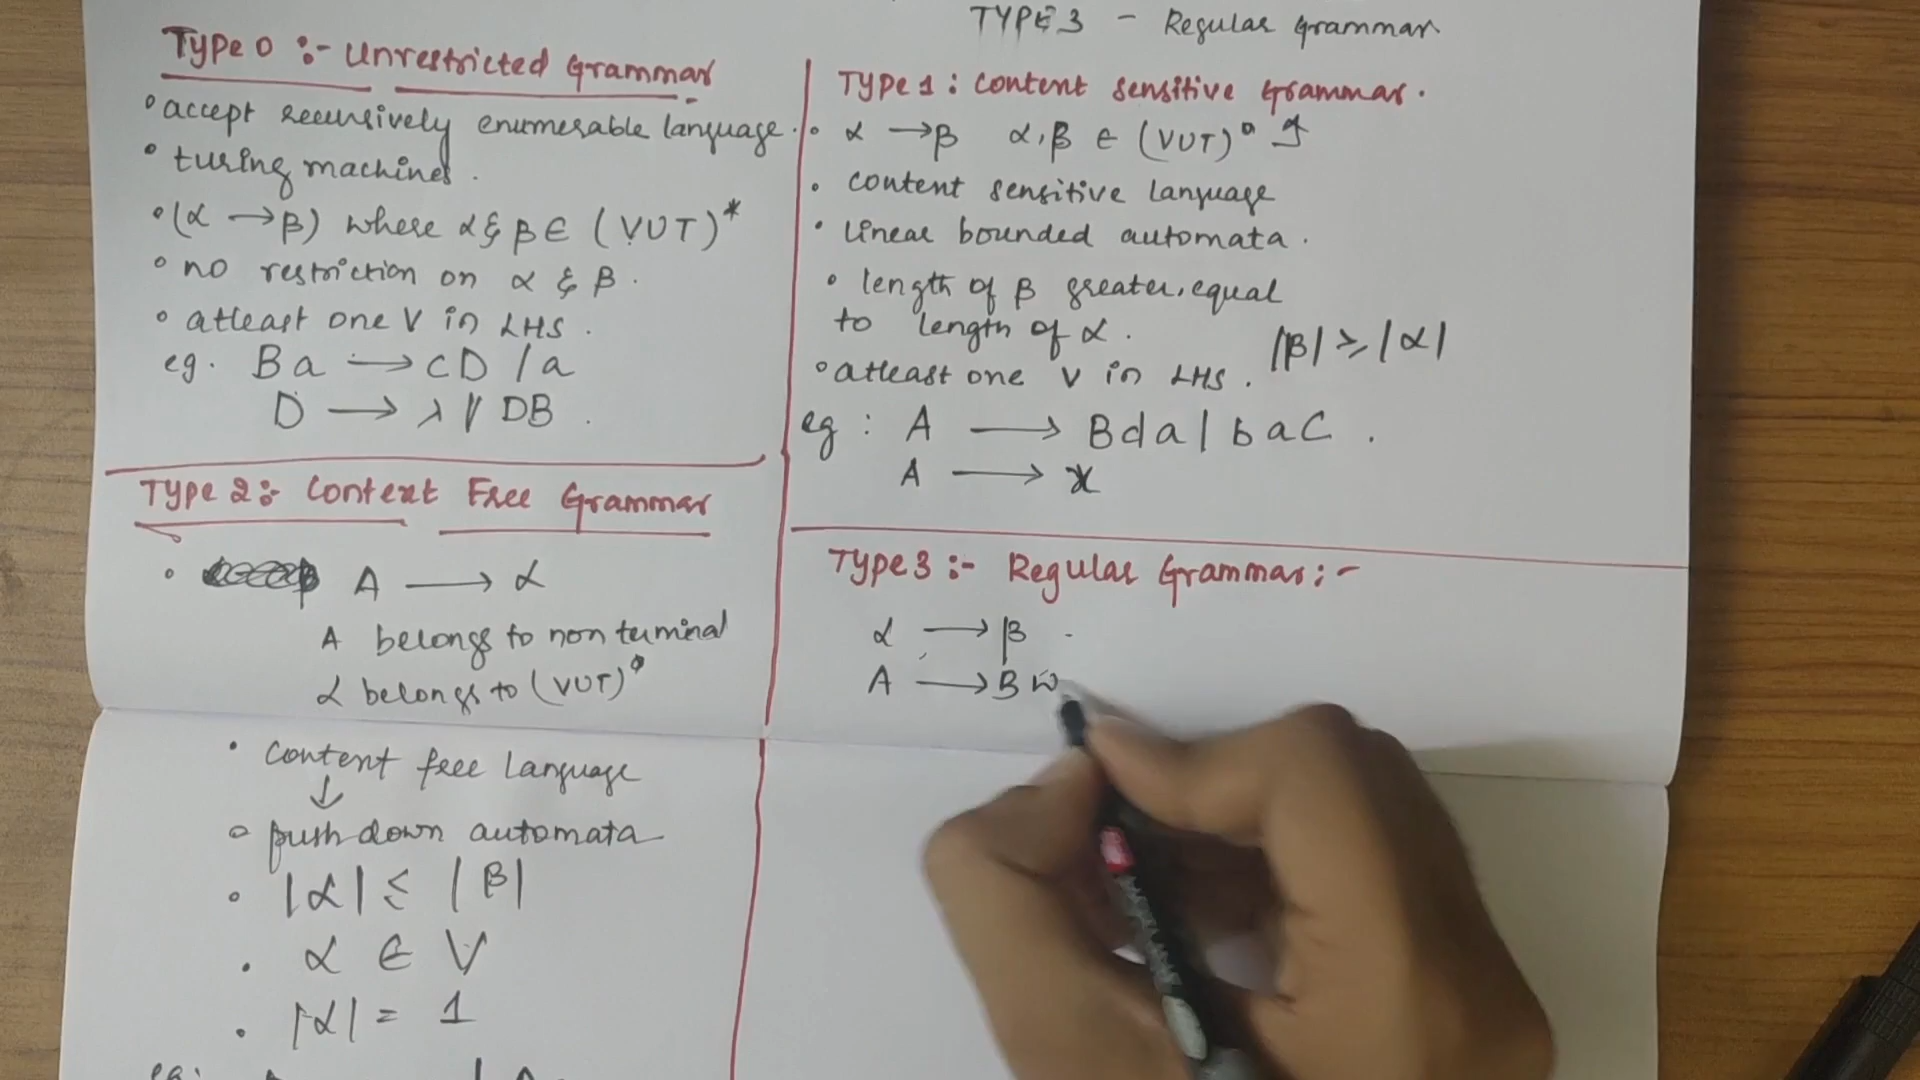 TYPE 3 - Regular Grammar
Type 0 :- Unrestricted Grammar
accept recursively enumerable language.
turing machines.
(α → β) where α & β ∈ (VUT)*
no restriction on α & β.
atleast one V in LHS.
eg. Ba → cD / a
D → λ / DB.
Type 1 : Content Sensitive Grammar.
α → β α, β ∈ (VUT)*
content sensitive language
linear bounded automata.
length of β greater, equal
to length of α. |β| ≥ |α|
atleast one V in LHS.
eg : A → Bda | baC.
A → x
Type 2 :- Context Free Grammar
A → α
A belongs to non terminal
α belongs to (VUT)*
content free language
↓
push down automata
|α| ≤ |β|
α ∈ V
|α| = 1
eg:
Type 3 :- Regular Grammar :-
α → β
A → B w